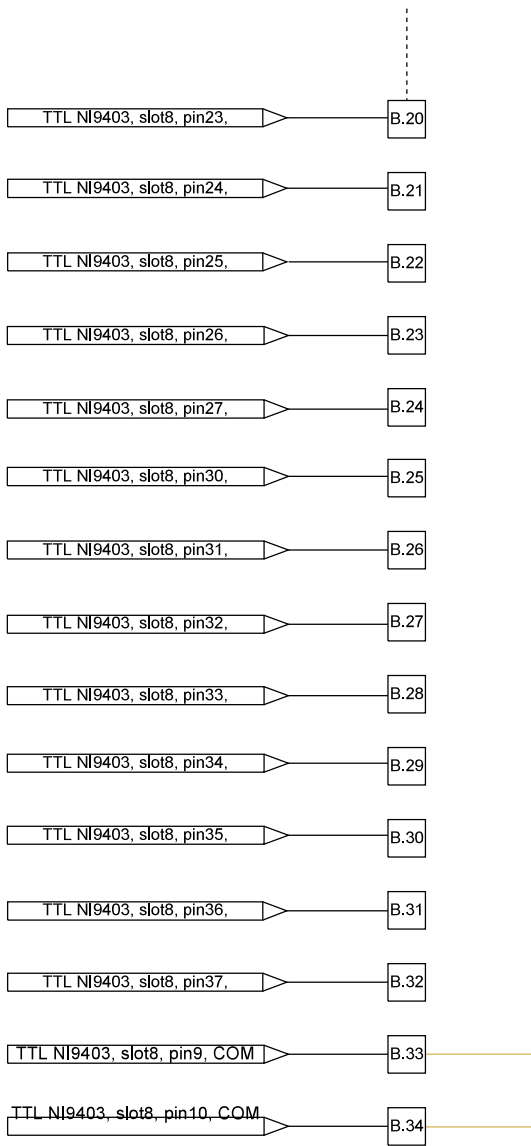 TTL NI9403, slot8, pin23, B.20
TTL NI9403, slot8, pin24, B.21
TTL NI9403, slot8, pin25, B.22
TTL NI9403, slot8, pin26, B.23
TTL NI9403, slot8, pin27, B.24
TTL NI9403, slot8, pin30, B.25
TTL NI9403, slot8, pin31, B.26
TTL NI9403, slot8, pin32, B.27
TTL NI9403, slot8, pin33, B.28
TTL NI9403, slot8, pin34, B.29
TTL NI9403, slot8, pin35, B.30
TTL NI9403, slot8, pin36, B.31
TTL NI9403, slot8, pin37, B.32
TTL NI9403, slot8, pin9, COM B.33
TTL NI9403, slot8, pin10, COM B.34